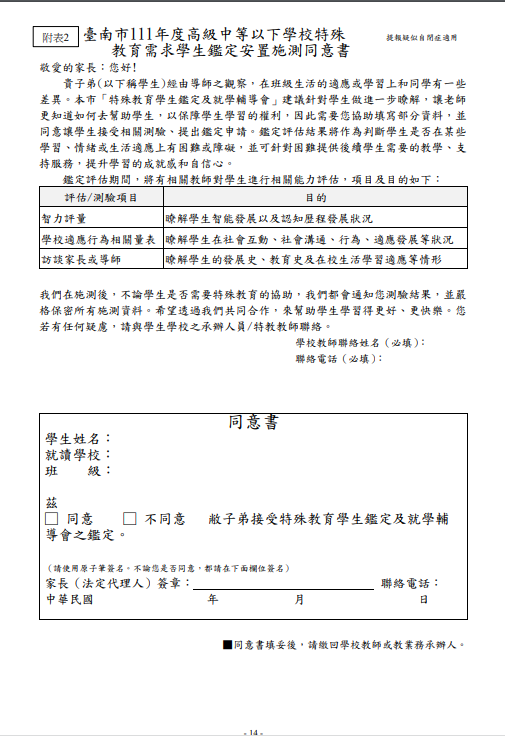 附表2
臺南市111年度高級中等以下學校特殊
教育需求學生鑑定安置施測同意書
提報疑似自閉症適用
敬愛的家長：您好！
貴子弟(以下稱學生)經由導師之觀察，在班級生活的適應或學習上和同學有一些
差異。本市「特殊教育學生鑑定及就學輔導會」建議針對學生做進一步瞭解，讓老師
更知道如何去幫助學生，以保障學生學習的權利，因此需要您協助填寫部分資料，並
同意讓學生接受相關測驗、提出鑑定申請。鑑定評估結果將作為判斷學生是否在某些
學習、情緒或生活適應上有困難或障礙，並可針對困難提供後續學生需要的教學、支
持服務，提升學習的成就感和自信心。
鑑定評估期間，將有相關教師對學生進行相關能力評估，項目及目的如下：
評估/測驗項目 目的
智力評量 瞭解學生智能發展以及認知歷程發展狀況
學校適應行為相關量表 瞭解學生在社會互動、社會溝通、行為、適應發展等狀況
訪談家長或導師 瞭解學生的發展史、教育史及在校生活學習適應等情形
我們在施測後，不論學生是否需要特殊教育的協助，我們都會通知您測驗結果，並嚴
格保密所有施測資料。希望透過我們共同合作，來幫助學生學習得更好、更快樂。您
若有任何疑慮，請與學生學校之承辦人員/特教教師聯絡。
學校教師聯絡姓名（必填）：
聯絡電話（必填）：
同意書
學生姓名：
就讀學校：
班　　級：
茲
□ 同意　□ 不同意　敝子弟接受特殊教育學生鑑定及就學輔
導會之鑑定。
（請使用原子筆簽名。不論您是否同意，都請在下面欄位簽名）
家長（法定代理人）簽章：　聯絡電話：
中華民國　年　月　日
■同意書填妥後，請繳回學校教師或教業務承辦人。
- 14 -